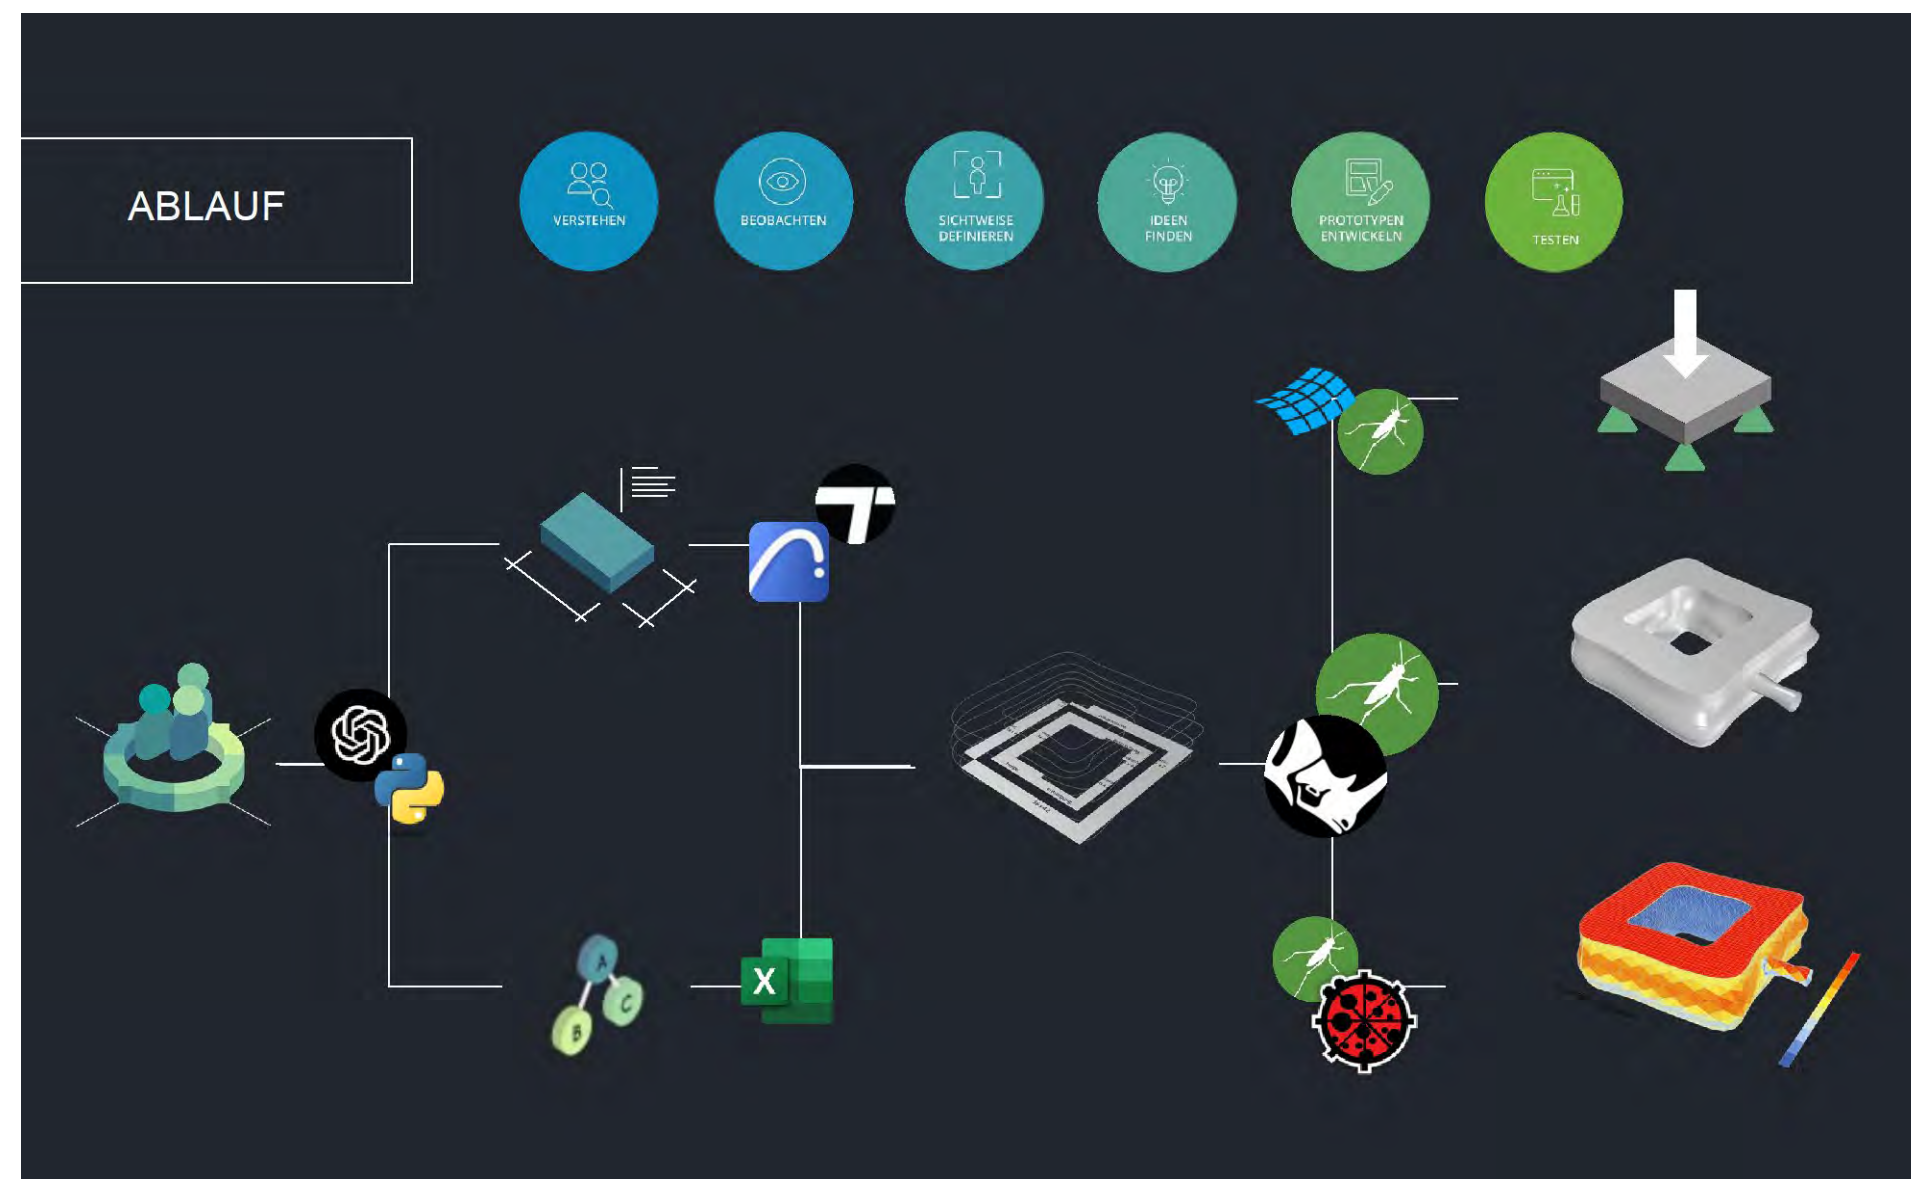 ABLAUF
VERSTEHEN
BEOBACHTEN
SICHTWEISE
DEFINIEREN
IDEEN
FINDEN
PROTOTYPEN
ENTWICKELN
TESTEN
A
B
C
X